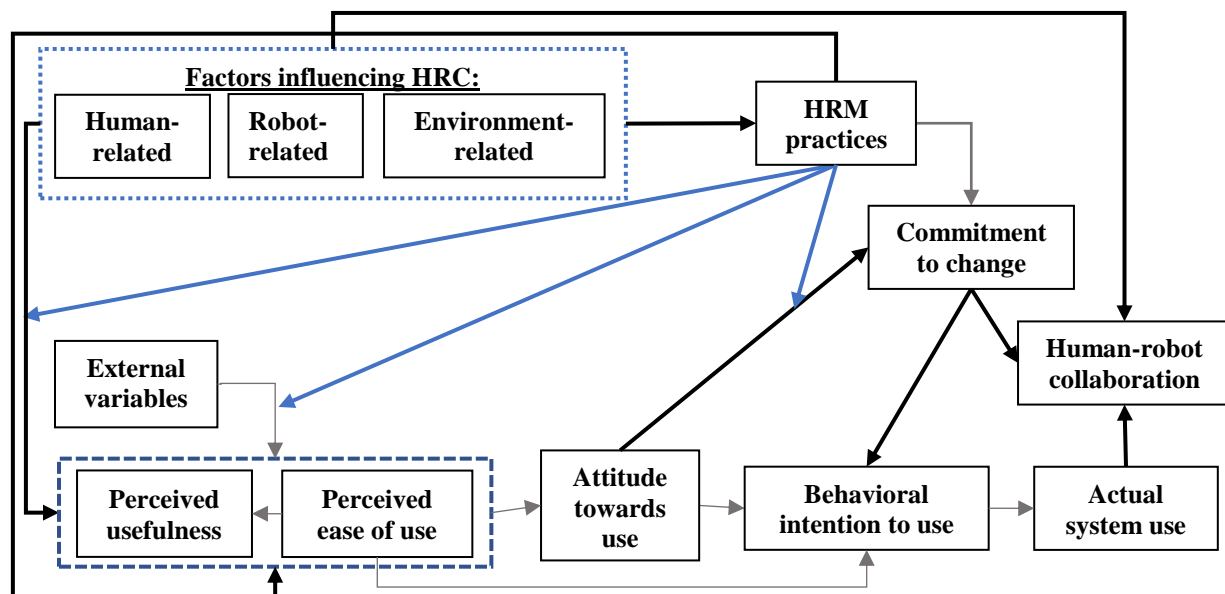 Factors influencing HRC:
Human-
related
Robot-
related
Environment-
related
HRM
practices
Commitment
to change
Human-robot
collaboration
External
variables
Perceived
usefulness
Perceived
ease of use
Attitude
towards
use
Behavioral
intention to use
Actual
system use